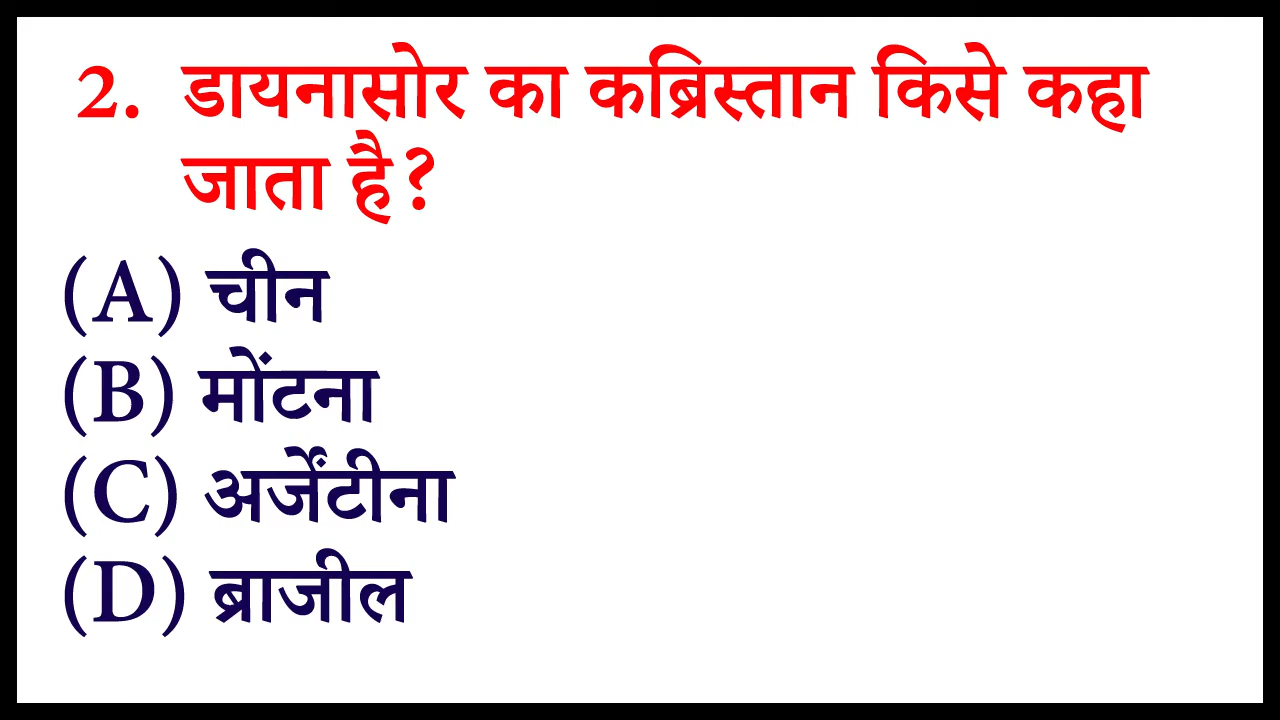 2. डायनासोर का कब्रिस्तान किसे कहा
जाता है?
(A) चीन
(B) मोंटना
(C) अर्जेंटीना
(D) ब्राजील